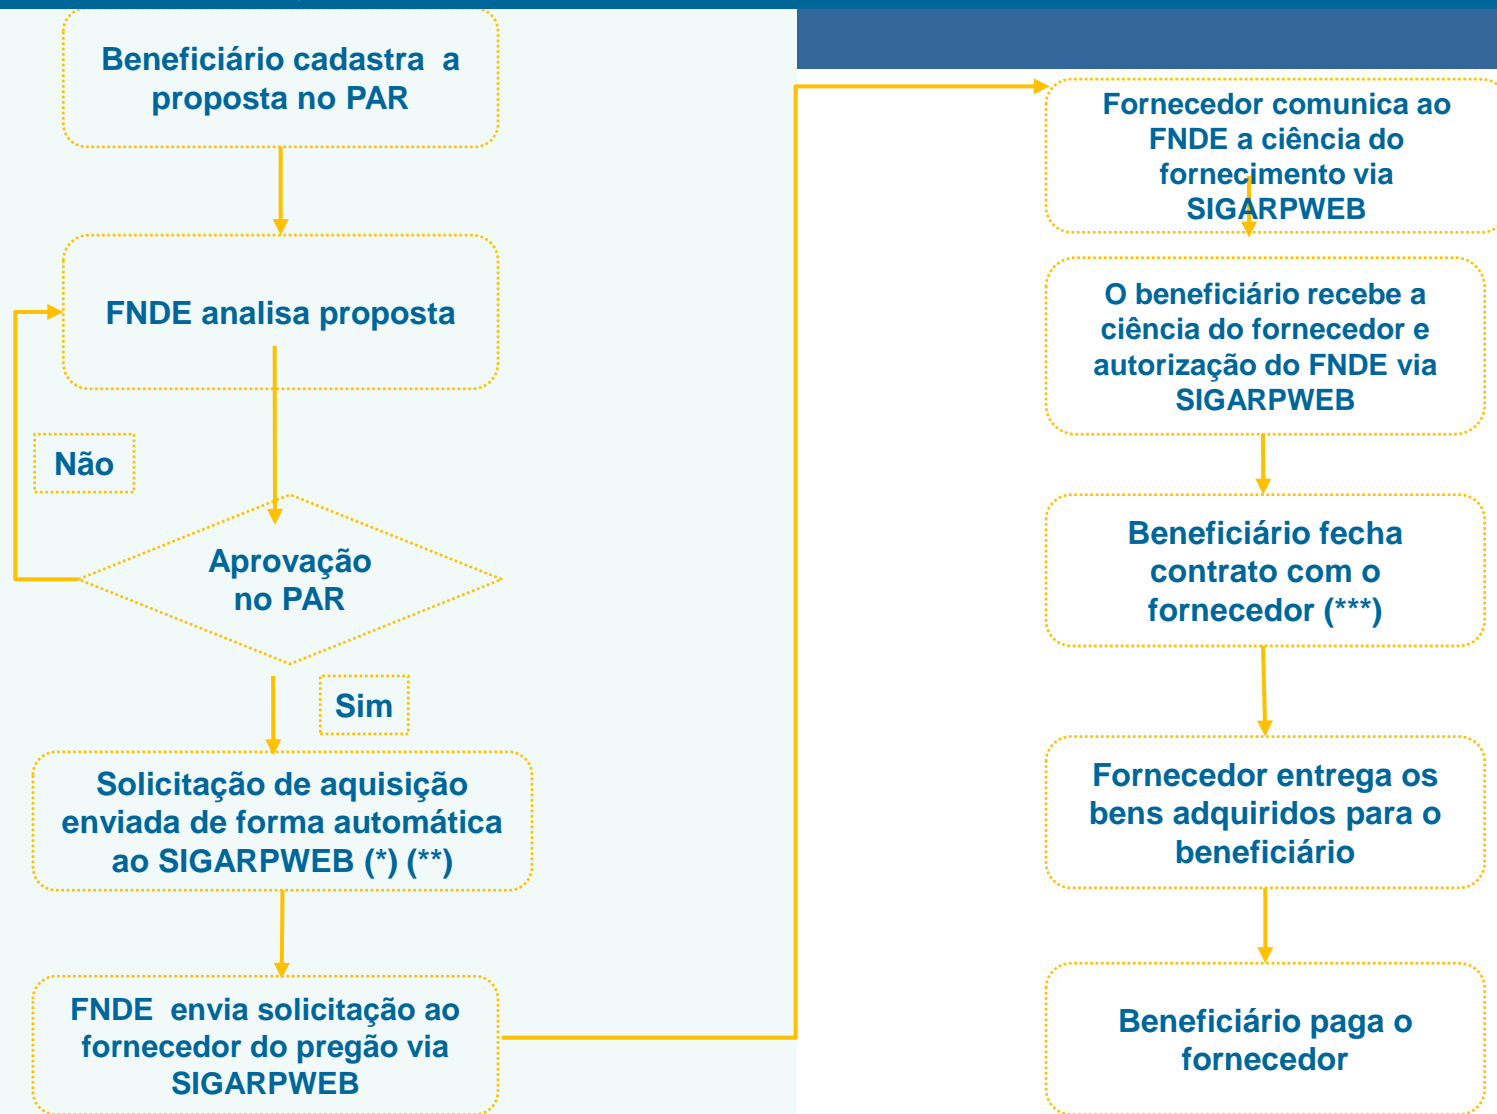 Beneficiário cadastra a
proposta no PAR
FNDE analisa proposta
Não
Aprovação
no PAR
Sim
Solicitação de aquisição
enviada de forma automática
ao SIGARPWEB (*) (**)
FNDE envia solicitação ao
fornecedor do pregão via
SIGARPWEB
Fornecedor comunica ao
FNDE a ciência do
fornecimento via
SIGARPWEB
O beneficiário recebe a
ciência do fornecedor e
autorização do FNDE via
SIGARPWEB
Beneficiário fecha
contrato com o
fornecedor (***)
Fornecedor entrega os
bens adquiridos para o
beneficiário
Beneficiário paga o
fornecedor